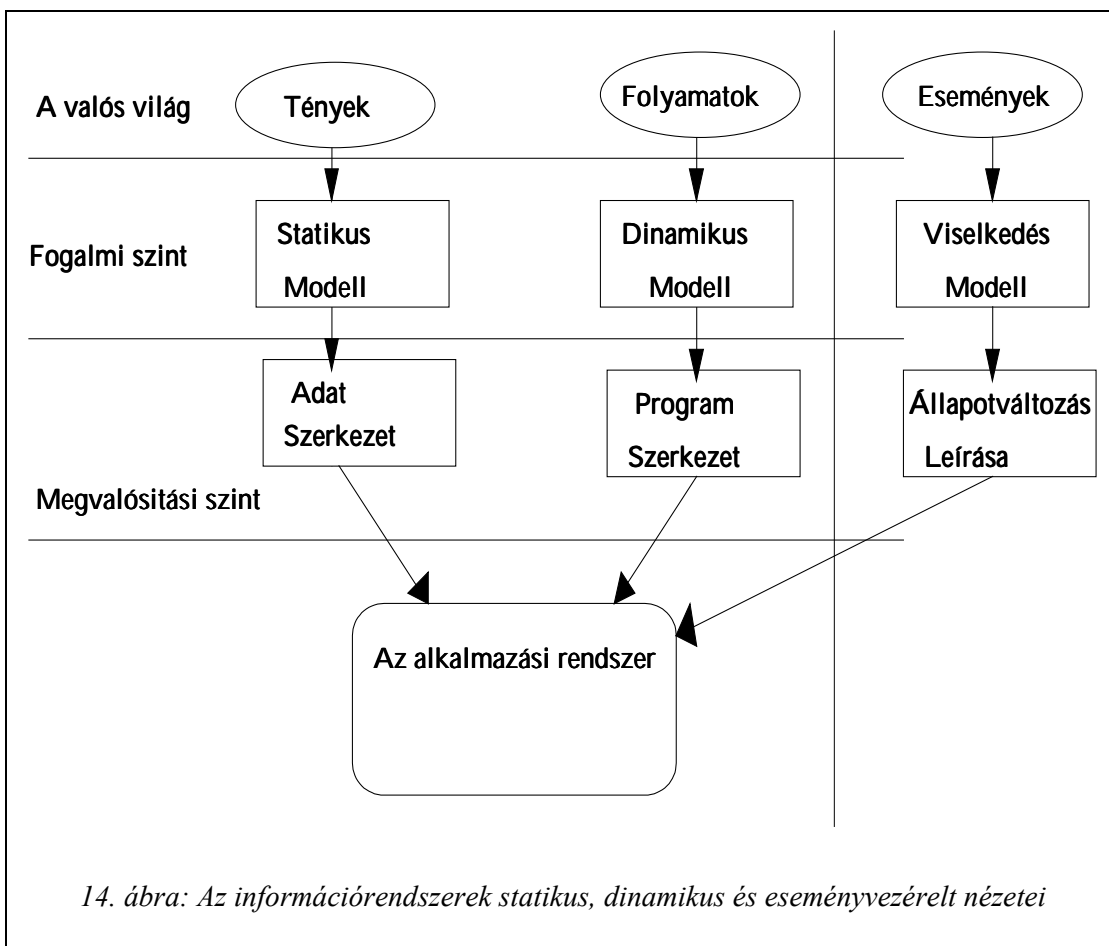 A valós világ
Tények
Folyamatok
Események
Fogalmi szint
Statikus
Modell
Dinamikus
Modell
Viselkedés
Modell
Adat
Szerkezet
Program
Szerkezet
Állapotváltozás
Leírása
Megvalósitási szint
Az alkalmazási rendszer
14. ábra: Az információrendszerek statikus, dinamikus és eseményvezérelt nézetei